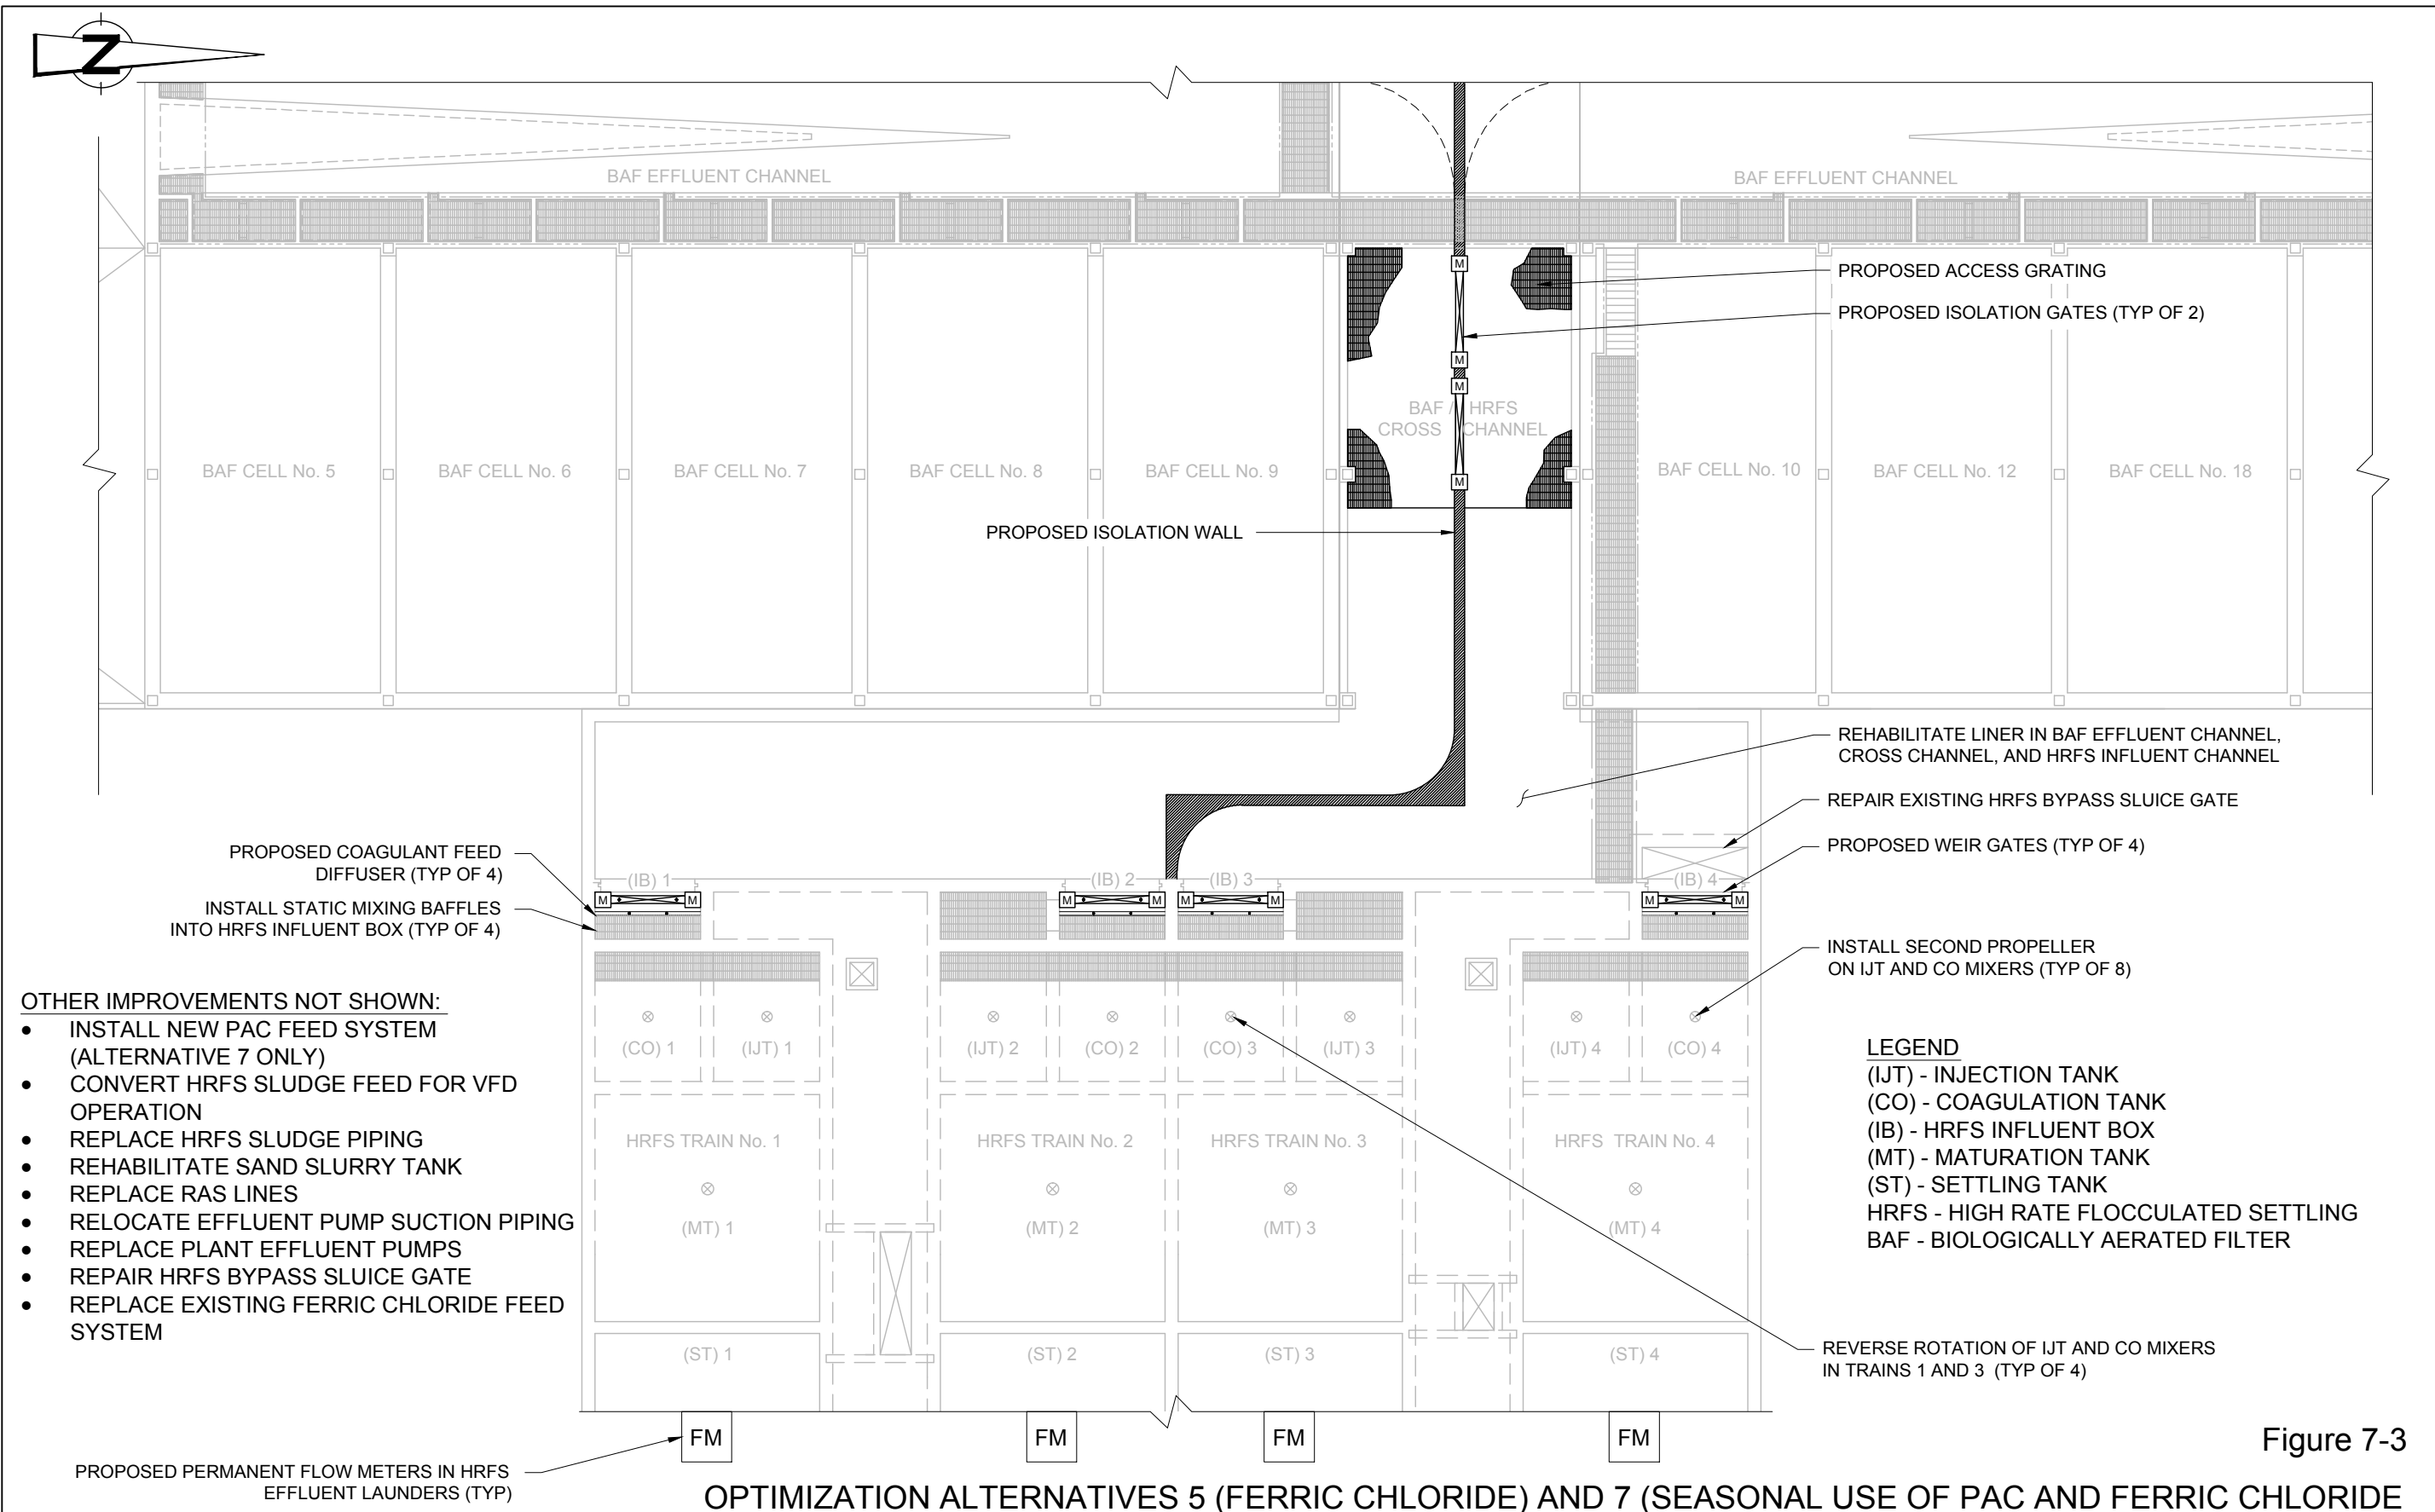 Z
BAF EFFLUENT CHANNEL
BAF EFFLUENT CHANNEL
M
PROPOSED ACCESS GRATING
PROPOSED ISOLATION GATES (TYP OF 2)
M
M
BAF / HRFS
CROSS CHANNEL
BAF CELL No. 5
BAF CELL No. 6
BAF CELL No. 7
BAF CELL No. 8
BAF CELL No. 9
BAF CELL No. 10
BAF CELL No. 12
BAF CELL No. 18
M
PROPOSED ISOLATION WALL
REHABILITATE LINER IN BAF EFFLUENT CHANNEL,
CROSS CHANNEL, AND HRFS INFLUENT CHANNEL
REPAIR EXISTING HRFS BYPASS SLUICE GATE
PROPOSED WEIR GATES (TYP OF 4)
PROPOSED COAGULANT FEED
DIFFUSER (TYP OF 4)
INSTALL STATIC MIXING BAFFLES
INTO HRFS INFLUENT BOX (TYP OF 4)
(IB) 1
(IB) 2
(IB) 3
(IB) 4
M M M M M M M M
INSTALL SECOND PROPELLER
ON IJT AND CO MIXERS (TYP OF 8)
OTHER IMPROVEMENTS NOT SHOWN:
• INSTALL NEW PAC FEED SYSTEM
(ALTERNATIVE 7 ONLY)
• CONVERT HRFS SLUDGE FEED FOR VFD
OPERATION
• REPLACE HRFS SLUDGE PIPING
• REHABILITATE SAND SLURRY TANK
• REPLACE RAS LINES
• RELOCATE EFFLUENT PUMP SUCTION PIPING
• REPLACE PLANT EFFLUENT PUMPS
• REPAIR HRFS BYPASS SLUICE GATE
• REPLACE EXISTING FERRIC CHLORIDE FEED
SYSTEM
(CO) 1
(IJT) 1
(IJT) 2
(CO) 2
(CO) 3
(IJT) 3
(IJT) 4
(CO) 4
HRFS TRAIN No. 1
HRFS TRAIN No. 2
HRFS TRAIN No. 3
HRFS TRAIN No. 4
(MT) 1
(MT) 2
(MT) 3
(MT) 4
(ST) 1
(ST) 2
(ST) 3
(ST) 4
LEGEND
(IJT) - INJECTION TANK
(CO) - COAGULATION TANK
(IB) - HRFS INFLUENT BOX
(MT) - MATURATION TANK
(ST) - SETTLING TANK
HRFS - HIGH RATE FLOCCULATED SETTLING
BAF - BIOLOGICALLY AERATED FILTER
REVERSE ROTATION OF IJT AND CO MIXERS
IN TRAINS 1 AND 3 (TYP OF 4)
FM
FM
FM
FM
PROPOSED PERMANENT FLOW METERS IN HRFS
EFFLUENT LAUNDERS (TYP)
Figure 7-3
OPTIMIZATION ALTERNATIVES 5 (FERRIC CHLORIDE) AND 7 (SEASONAL USE OF PAC AND FERRIC CHLORIDE